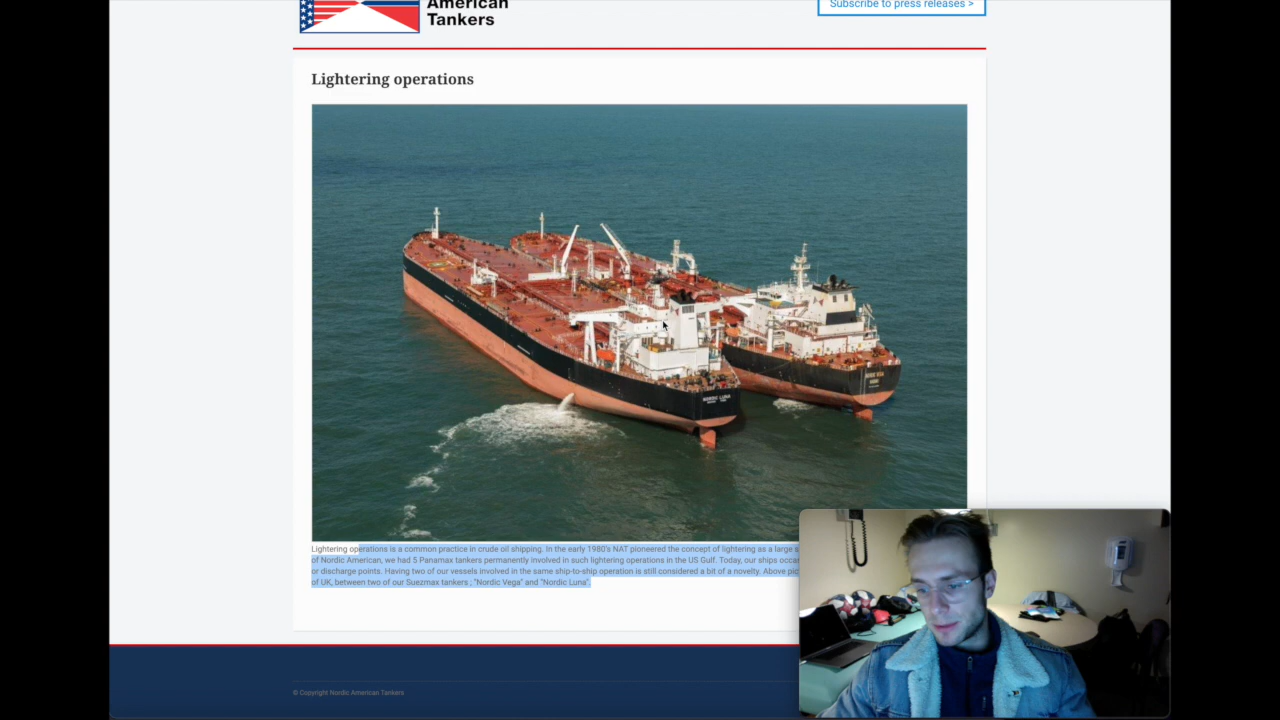 American
Tankers
Subscribe to press releases >
Lightering operations
NORDIC LUNA
Lightering operations is a common practice in crude oil shipping. In the early 1980's NAT pioneered the concept of lightering as a large s
of Nordic American, we had 5 Panamax tankers permanently involved in such lightering operations in the US Gulf. Today, our ships occas
or discharge points. Having two of our vessels involved in the same ship-to-ship operation is still considered a bit of a novelty. Above pic
of UK, between two of our Suezmax tankers ; "Nordic Vega" and "Nordic Luna".
© Copyright Nordic American Tankers